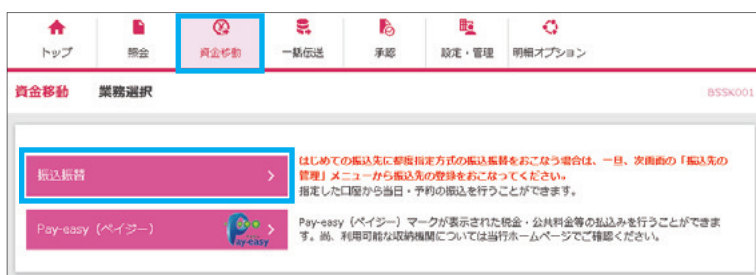 トップ
照会
資金移動
一括伝送
承認
設定・管理
明細オプション
資金移動 業務選択
BSSK001
振込振替
はじめての振込先に都度指定方式の振込振替をおこなう場合は、一旦、次画面の「振込先の
管理」メニューから振込先の登録をおこなってください。
指定した口座から当日・予約の振込を行うことができます。
Pay-easy（ペイジー）
Pay-easy
Pay-easy（ペイジー）マークが表示された税金・公共料金等の払込みを行うことができま
す。尚、利用可能な収納機関については当行ホームページでご確認ください。